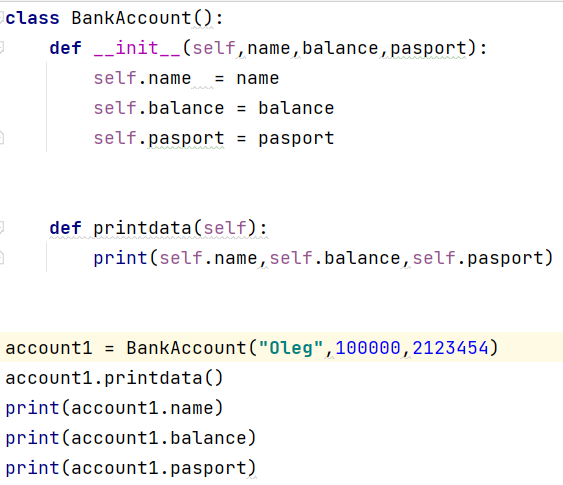 class BankAccount():
    def __init__(self,name,balance,pasport):
        self.name  = name
        self.balance = balance
        self.pasport = pasport
    def printdata(self):
        print(self.name,self.balance,self.pasport)
account1 = BankAccount("Oleg",100000,2123454)
account1.printdata()
print(account1.name)
print(account1.balance)
print(account1.pasport)